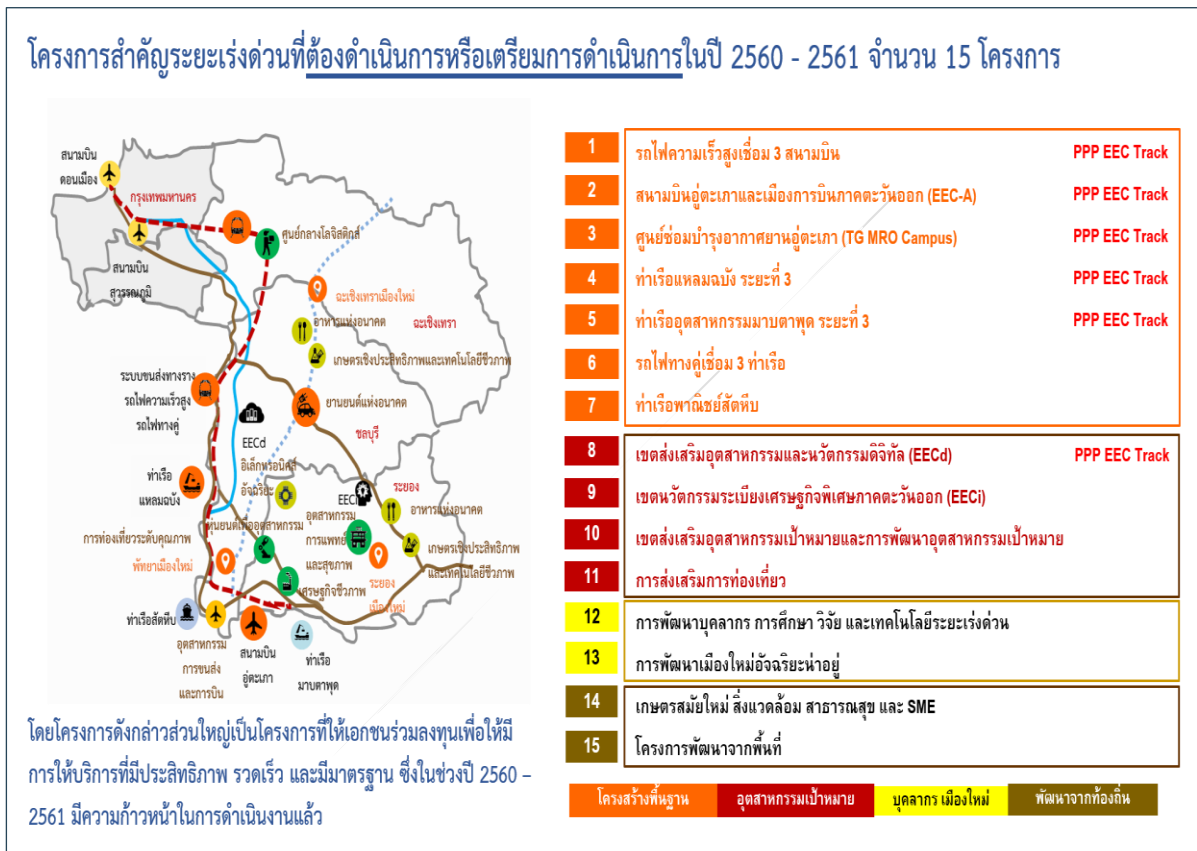 โครงการสำคัญระยะเร่งด่วนที่ต้องดำเนินการหรือเตรียมการดำเนินการในปี 2560 - 2561 จำนวน 15 โครงการ
สนามบิน
ดอนเมือง
กรุงเทพมหานคร
ศูนย์กลางโลจิสติกส์
สนามบิน
สุวรรณภูมิ
ฉะเชิงเทราเมืองใหม่
อาหารแห่งอนาคต
ฉะเชิงเทรา
เกษตรเชิงประสิทธิภาพและเทคโนโลยีชีวภาพ
ระบบขนส่งทางราง
รถไฟความเร็วสูง
รถไฟทางคู่
ยานยนต์แห่งอนาคต
ชลบุรี
EECd
อิเล็กทรอนิคส์
อัจฉริยะ
ท่าเรือ
แหลมฉบัง
EECi
ระยอง
อาหารแห่งอนาคต
หุ่นยนต์เพื่ออุตสาหกรรม
อุตสาหกรรม
การแพทย์
และสุขภาพ
การท่องเที่ยวระดับคุณภาพ
พัทยาเมืองใหม่
เกษตรเชิงประสิทธิภาพ
และเทคโนโลยีชีวภาพ
ระยอง
เมืองใหม่
เศรษฐกิจชีวภาพ
ท่าเรือสัตหีบ
อุตสาหกรรม
การขนส่ง
และการบิน
สนามบิน
อู่ตะเภา
ท่าเรือ
มาบตาพุด
โดยโครงการดังกล่าวส่วนใหญ่เป็นโครงการที่ให้เอกชนร่วมลงทุนเพื่อให้มี
การให้บริการที่มีประสิทธิภาพ รวดเร็ว และมีมาตรฐาน ซึ่งในช่วงปี 2560 –
2561 มีความก้าวหน้าในการดำเนินงานแล้ว
1 รถไฟความเร็วสูงเชื่อม 3 สนามบิน PPP EEC Track
2 สนามบินอู่ตะเภาและเมืองการบินภาคตะวันออก (EEC-A) PPP EEC Track
3 ศูนย์ซ่อมบำรุงอากาศยานอู่ตะเภา (TG MRO Campus) PPP EEC Track
4 ท่าเรือแหลมฉบัง ระยะที่ 3 PPP EEC Track
5 ท่าเรืออุตสาหกรรมมาบตาพุด ระยะที่ 3 PPP EEC Track
6 รถไฟทางคู่เชื่อม 3 ท่าเรือ
7 ท่าเรือพาณิชย์สัตหีบ
8 เขตส่งเสริมอุตสาหกรรมและนวัตกรรมดิจิทัล (EECd) PPP EEC Track
9 เขตนวัตกรรมระเบียงเศรษฐกิจพิเศษภาคตะวันออก (EECi)
10 เขตส่งเสริมอุตสาหกรรมเป้าหมายและการพัฒนาอุตสาหกรรมเป้าหมาย
11 การส่งเสริมการท่องเที่ยว
12 การพัฒนาบุคลากร การศึกษา วิจัย และเทคโนโลยีระยะเร่งด่วน
13 การพัฒนาเมืองใหม่อัจฉริยะน่าอยู่
14 เกษตรสมัยใหม่ สิ่งแวดล้อม สาธารณสุข และ SME
15 โครงการพัฒนาจากพื้นที่
โครงสร้างพื้นฐาน อุตสาหกรรมเป้าหมาย บุคลากร เมืองใหม่ พัฒนาจากท้องถิ่น